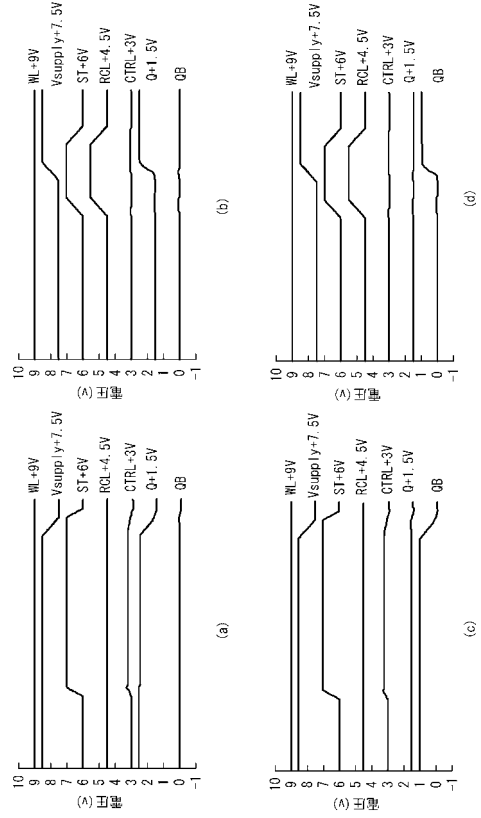 電圧(v)
10
9
8
7
6
5
4
3
2
1
0
-1
WL+9V
Vsupply+7.5V
ST+6V
RCL+4.5V
CTRL+3V
Q+1.5V
QB
(a)
電圧(v)
10
9
8
7
6
5
4
3
2
1
0
-1
WL+9V
Vsupply+7.5V
ST+6V
RCL+4.5V
CTRL+3V
Q+1.5V
QB
(b)
電圧(v)
10
9
8
7
6
5
4
3
2
1
0
-1
WL+9V
Vsupply+7.5V
ST+6V
RCL+4.5V
CTRL+3V
Q+1.5V
QB
(c)
電圧(v)
10
9
8
7
6
5
4
3
2
1
0
-1
WL+9V
Vsupply+7.5V
ST+6V
RCL+4.5V
CTRL+3V
Q+1.5V
QB
(d)